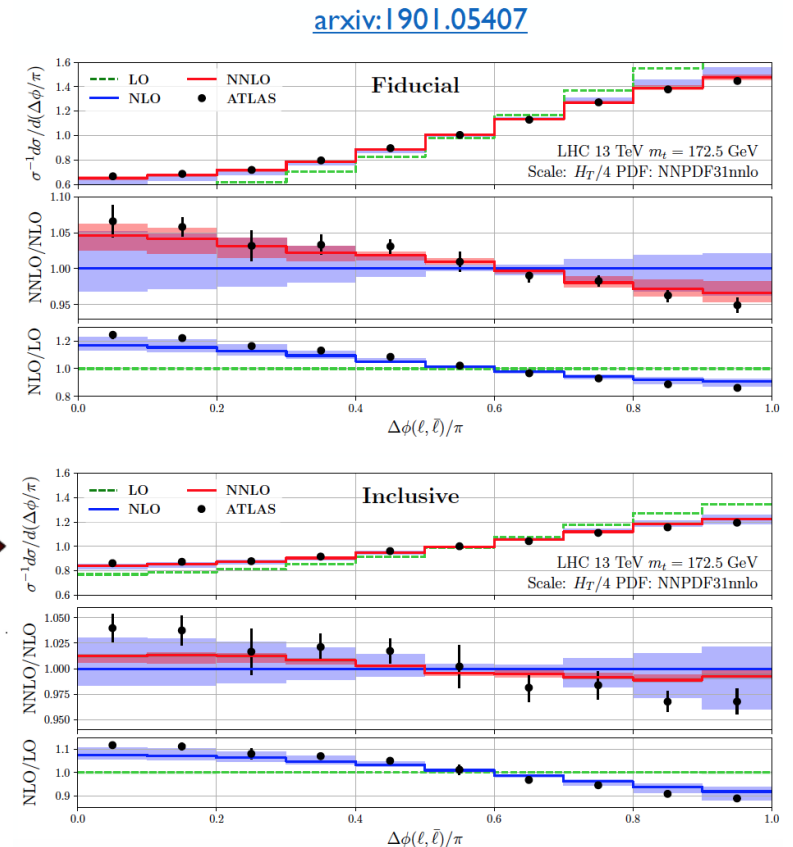 arxiv:1901.05407
σ⁻¹dσ/d(Δϕ/π)
1.6
1.4
1.2
1.0
0.8
0.6
LO
NLO
NNLO
ATLAS
Fiducial
LHC 13 TeV m_t = 172.5 GeV
Scale: H_T/4 PDF: NNPDF31nnlo
NNLO/NLO
1.10
1.05
1.00
0.95
NLO/LO
1.2
1.0
0.8
0.0 0.2 0.4 0.6 0.8 1.0
Δϕ(ℓ, ℓ̄)/π
σ⁻¹dσ/d(Δϕ/π)
1.6
1.4
1.2
1.0
0.8
0.6
LO
NLO
NNLO
ATLAS
Inclusive
LHC 13 TeV m_t = 172.5 GeV
Scale: H_T/4 PDF: NNPDF31nnlo
NNLO/NLO
1.050
1.025
1.000
0.975
0.950
NLO/LO
1.1
1.0
0.9
0.0 0.2 0.4 0.6 0.8 1.0
Δϕ(ℓ, ℓ̄)/π